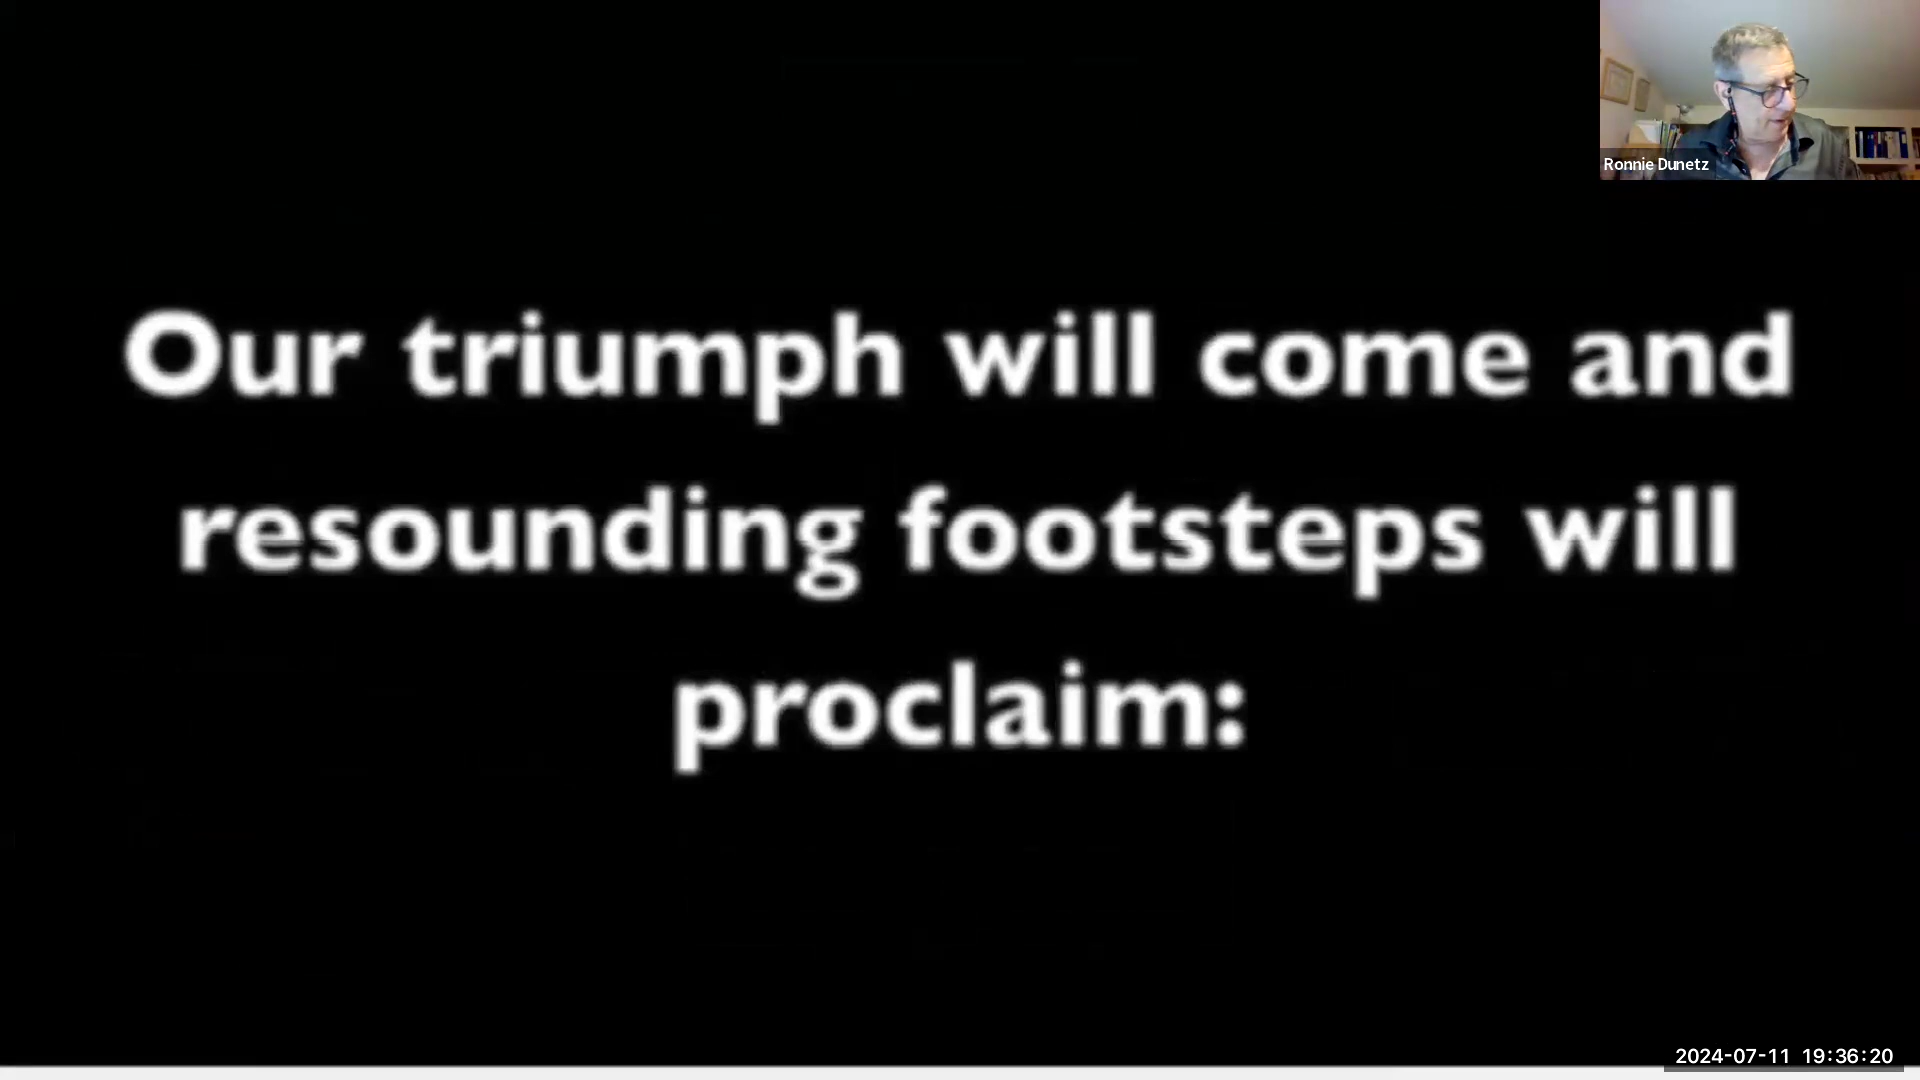 Ronnie Dunetz
Our triumph will come and
resounding footsteps will
proclaim:
2024-07-11 19:36:20